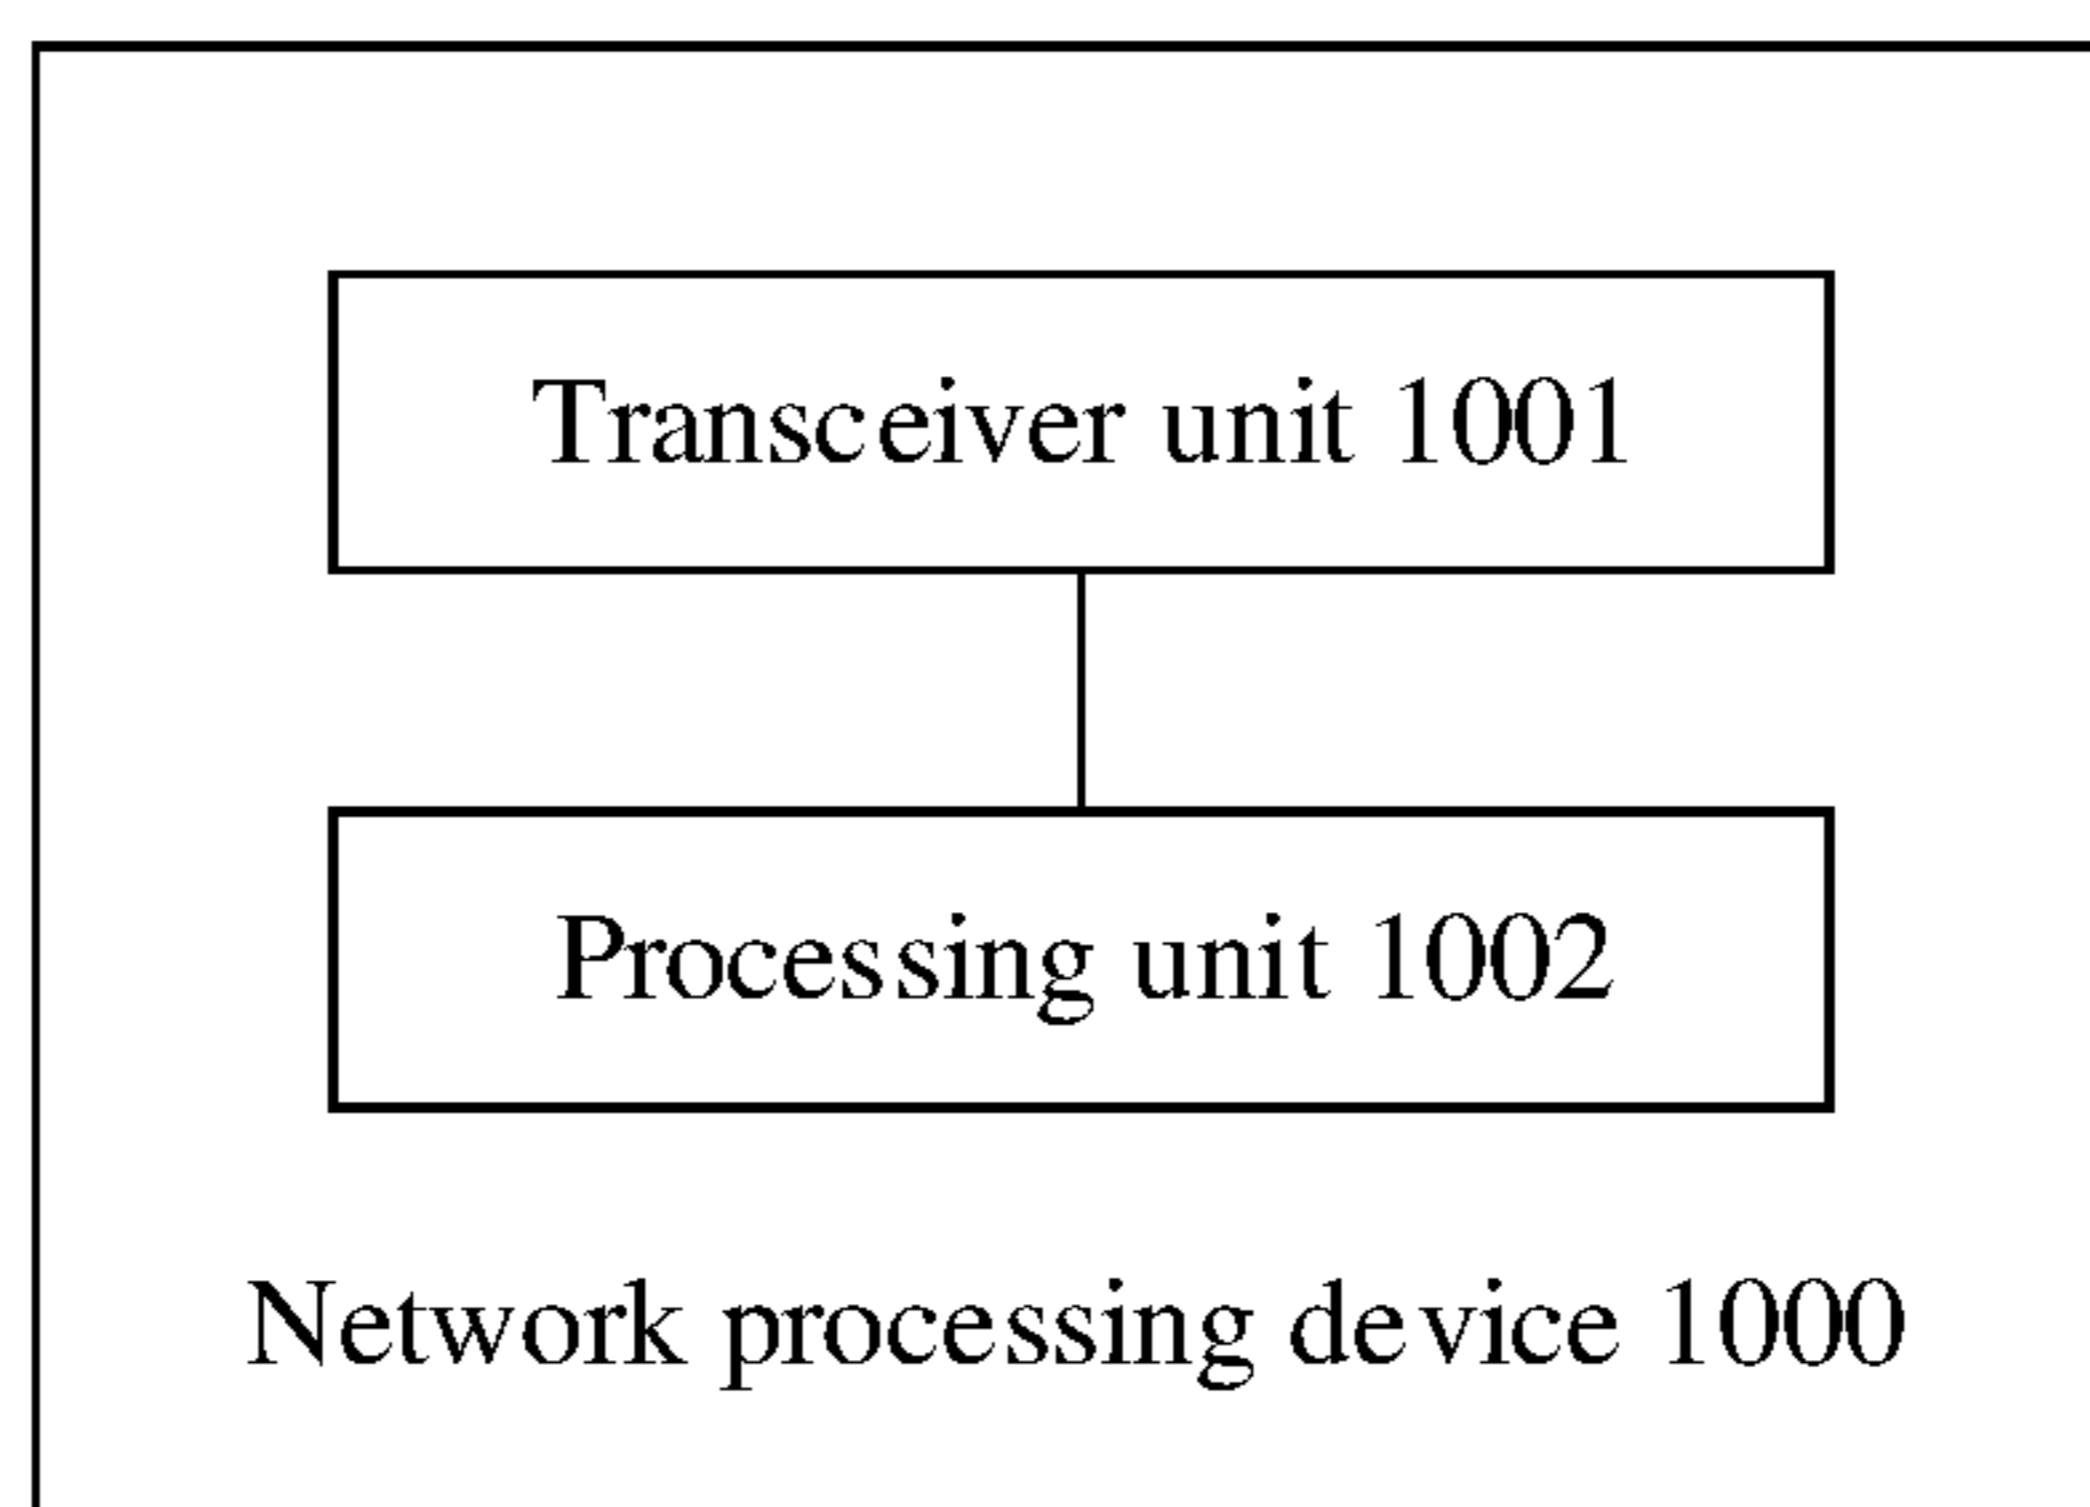 Transceiver unit 1001
Processing unit 1002
Network processing device 1000